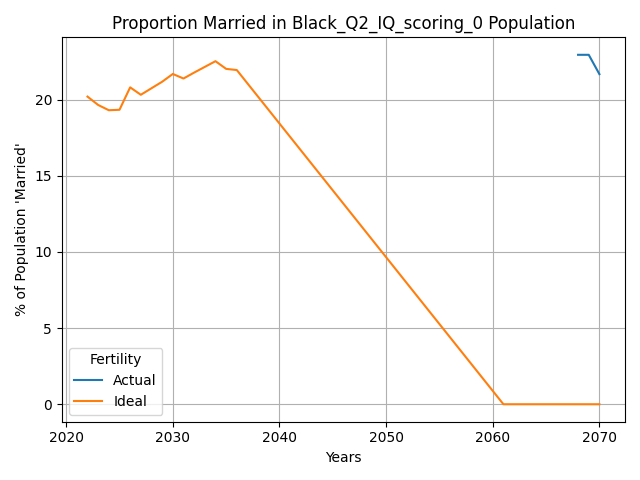 Proportion Married in Black_Q2_IQ_scoring_0 Population
% of Population 'Married'
20
15
10
5
0
Fertility
Actual
Ideal
2020 2030 2040 2050 2060 2070
Years